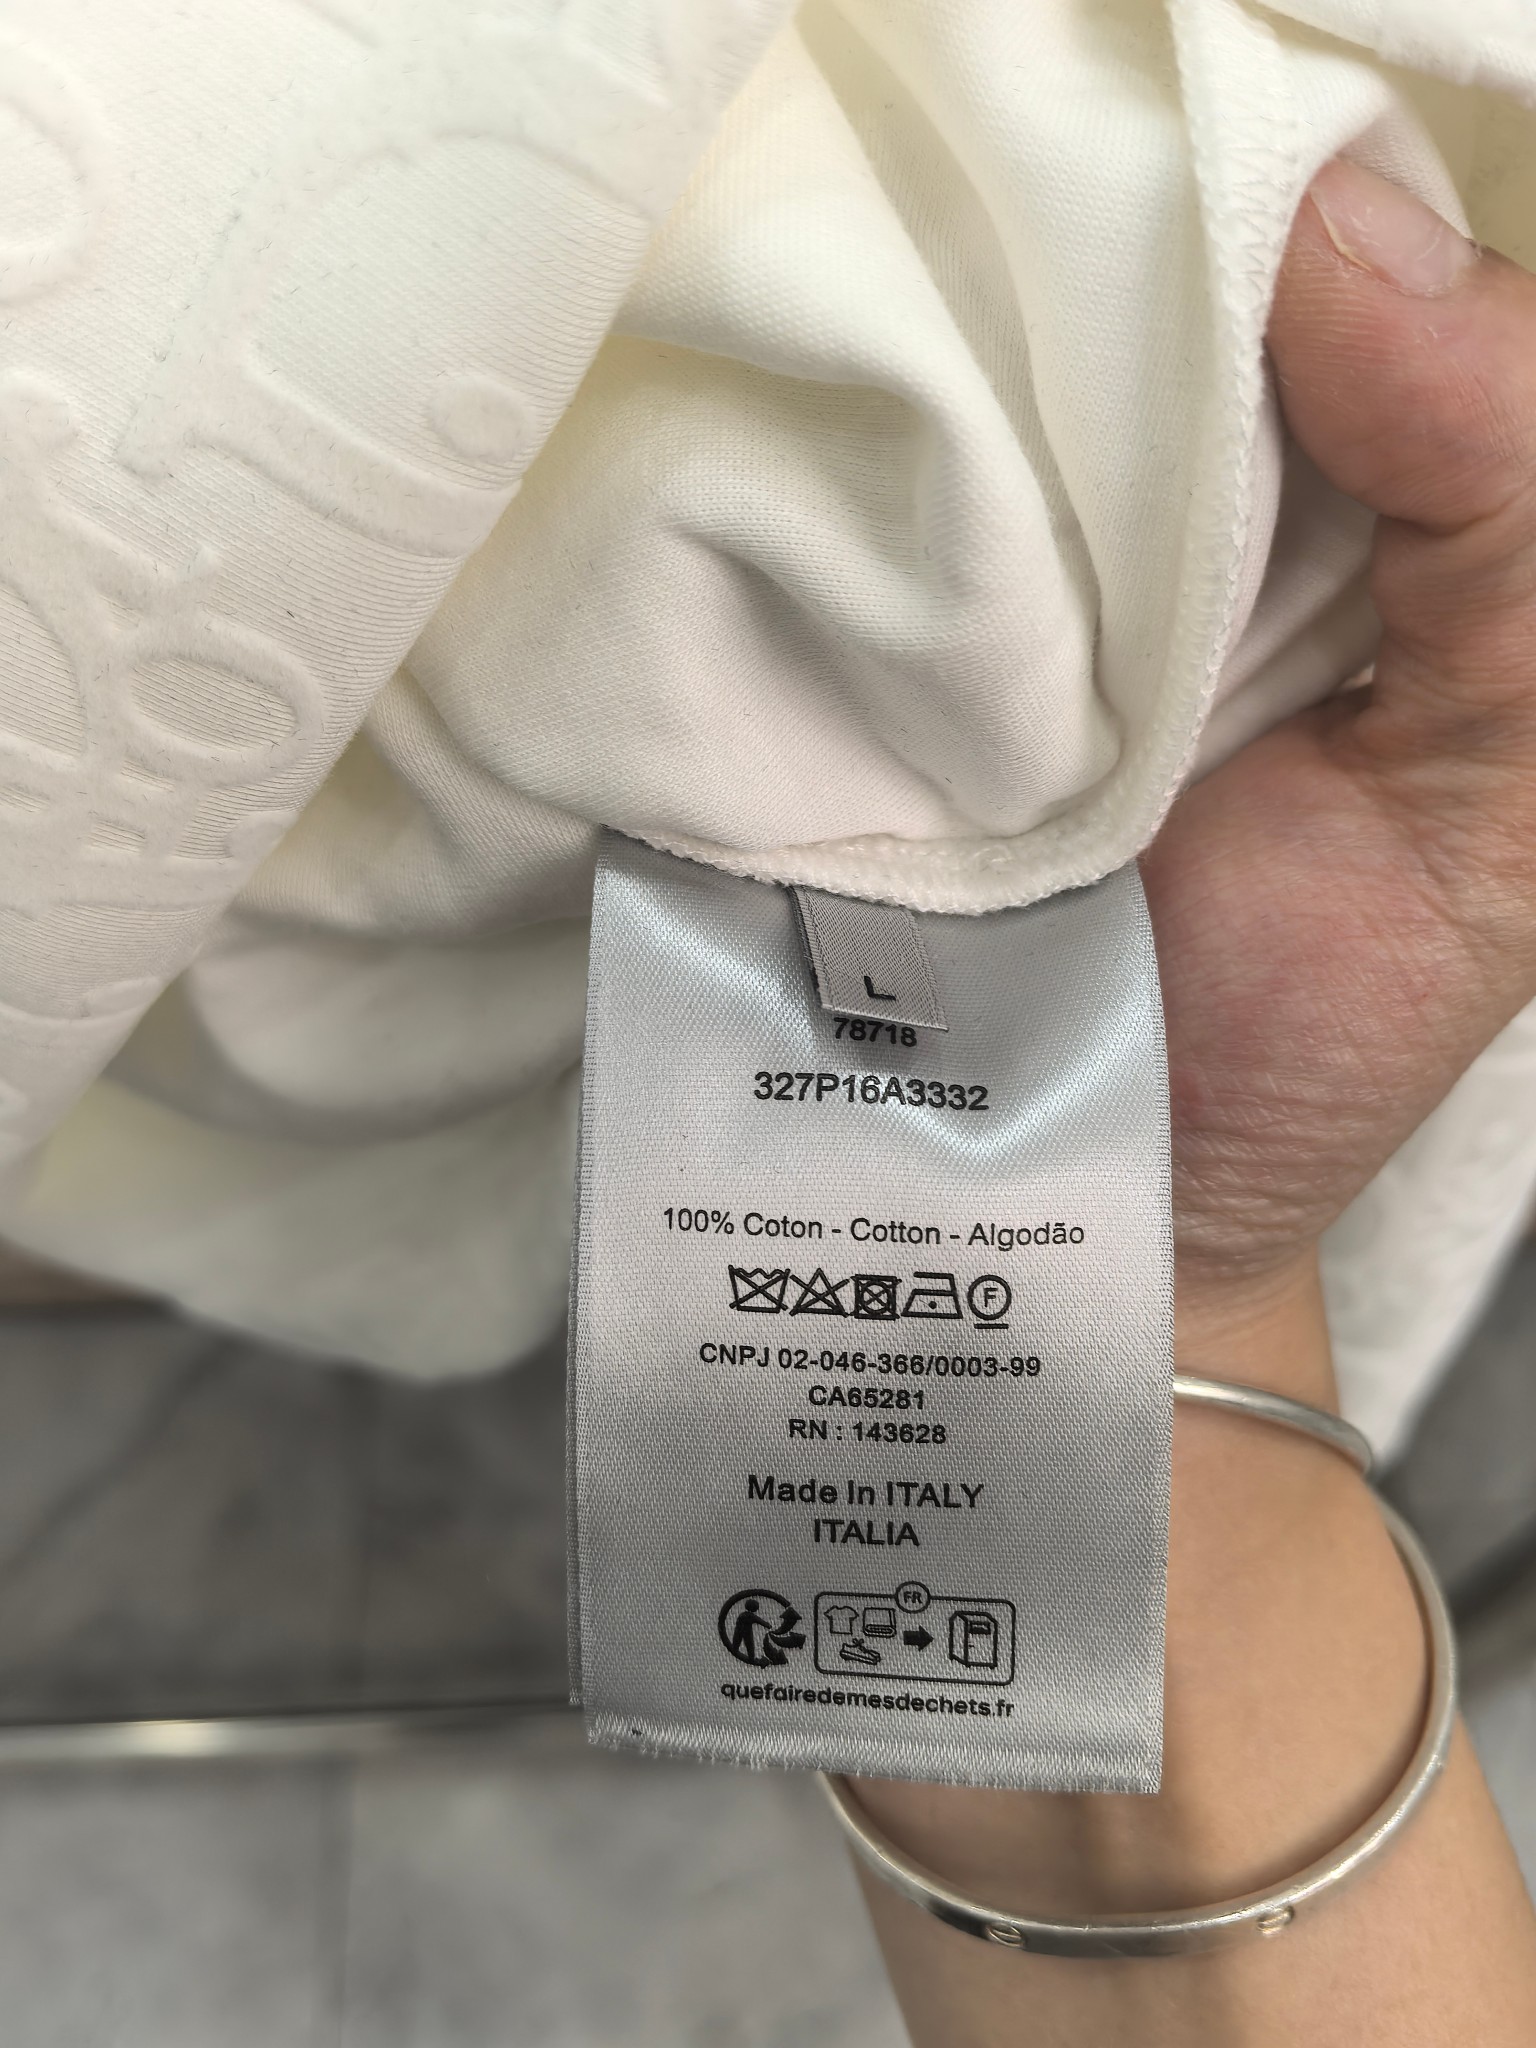 L
78718
327P16A3332
100% Coton - Cotton - Algodão
F
CNPJ 02-046-366/0003-99
CA65281
RN : 143628
Made In ITALY
ITALIA
FR
quefairedemesdechets.fr